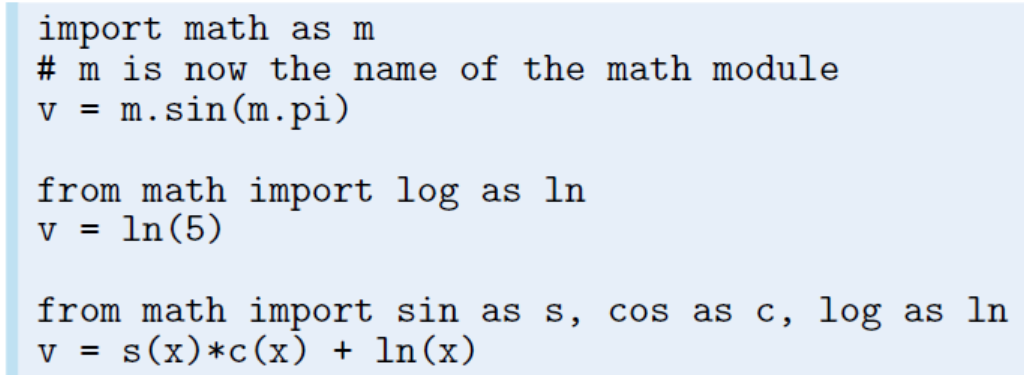 import math as m
# m is now the name of the math module
v = m.sin(m.pi)
from math import log as ln
v = ln(5)
from math import sin as s, cos as c, log as ln
v = s(x)*c(x) + ln(x)